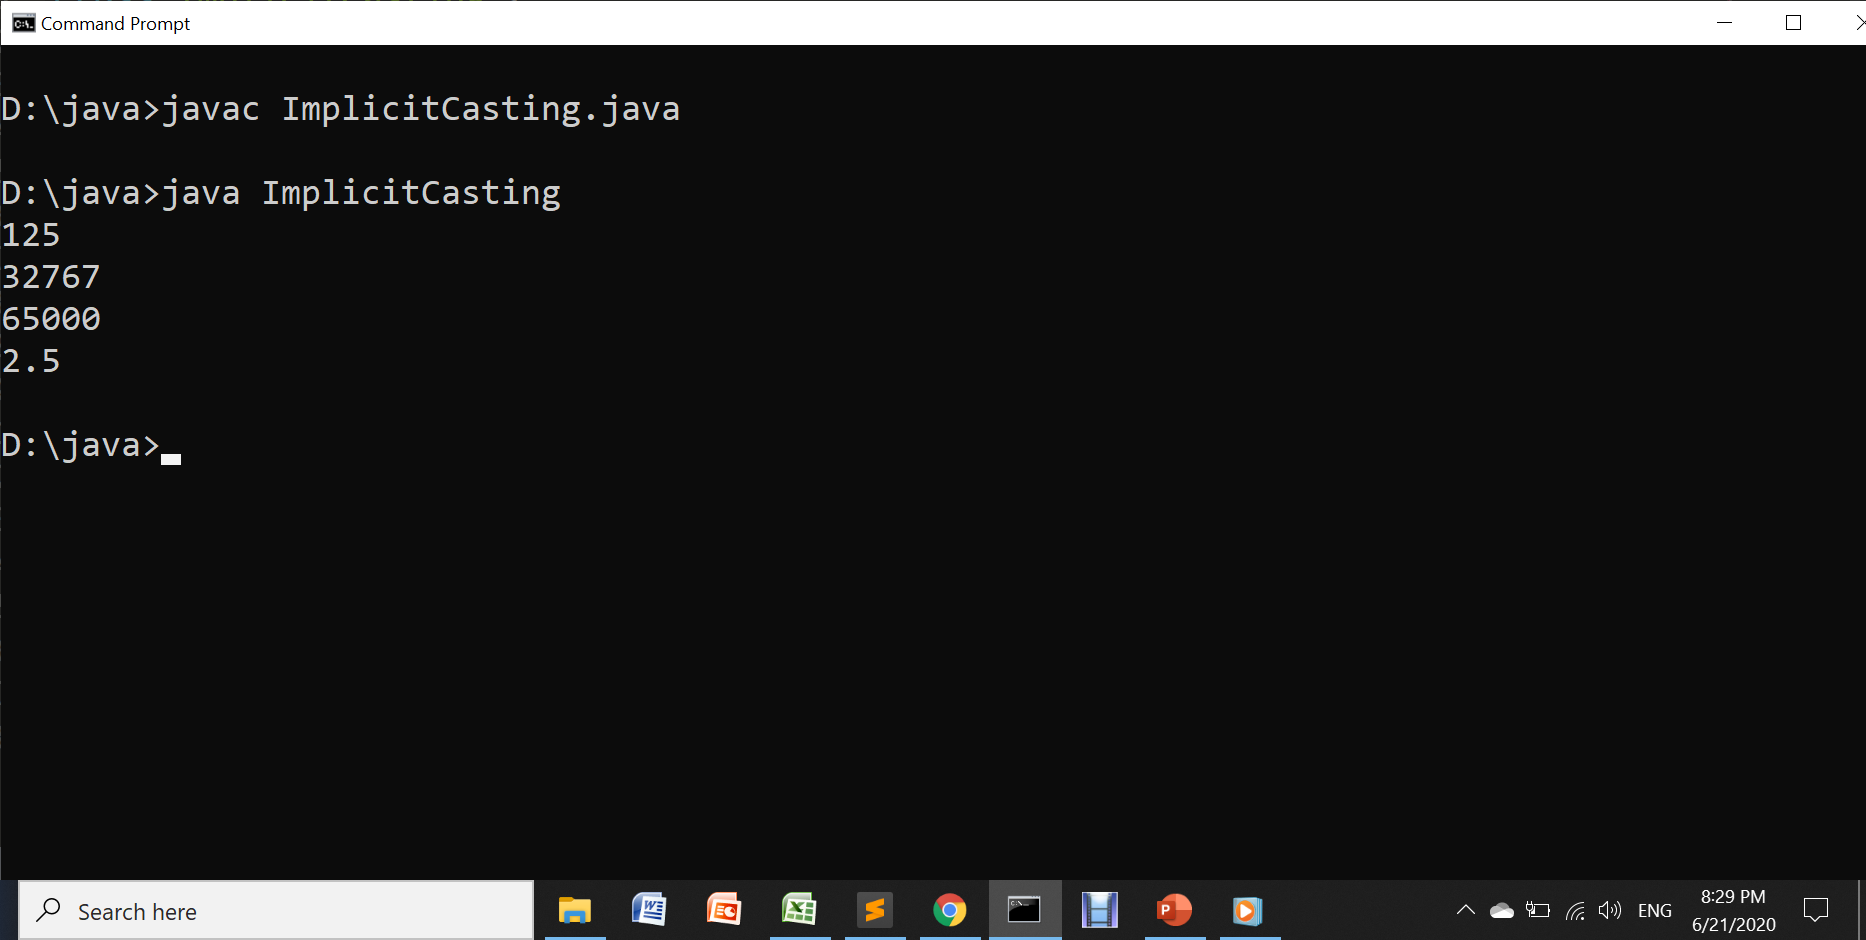 Command Prompt
D:\java>javac ImplicitCasting.java
D:\java>java ImplicitCasting
125
32767
65000
2.5
D:\java>
Search here
ENG
8:29 PM
6/21/2020